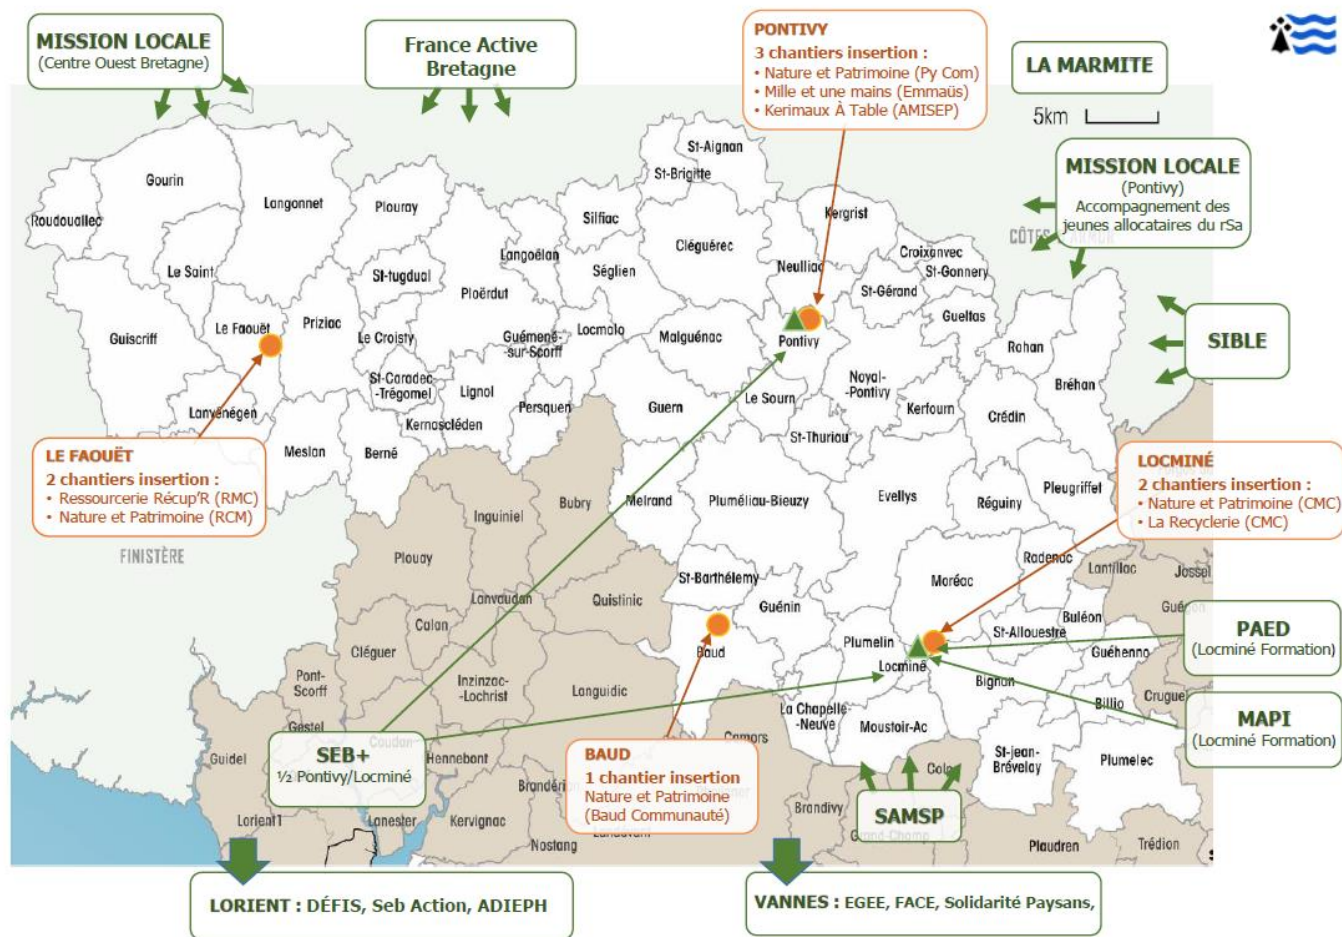 MISSION LOCALE
(Centre Ouest Bretagne)
France Active
Bretagne
PONTIVY
3 chantiers insertion :
• Nature et Patrimoine (Py Com)
• Mille et une mains (Emmaüs)
• Kerimaux À Table (AMISEP)
LA MARMITE
5km
MISSION LOCALE
(Pontivy)
Accompagnement des
jeunes allocataires du rSa
St-Aignan
St-Brigitte
Gourin
Roudouallec
Langonnet
Plouray
Silfiac
Kergrist
Cléguérec
Croixanvec
Langoëlan
Le Saint
St-tugdual
Séglien
Neulliac
St-Gonnery
Ploërdut
St-Gérand
Gueltas
Guiscriff
Le Faouët
Priziac
Le Croisty
Guémené
-sur-Scorff
Locmalo
Malguénac
Pontivy
Rohan
SIBLE
Bréhan
St-Caradec
-Trégomel
Lignol
Noyal
-Pontivy
Lanvénégen
Persquen
Guern
Le Sourn
Kerfourn
Crédin
Kernascléden
St-Thuriau
Meslan
Berné
LE FAOUËT
2 chantiers insertion :
• Ressourcerie Récup'R (RMC)
• Nature et Patrimoine (RCM)
LOCMINÉ
2 chantiers insertion :
• Nature et Patrimoine (CMC)
• La Recyclerie (CMC)
Bubry
Melrand
Pluméliau-Bieuzy
Evellys
Réguiny
Pleugriffet
Inguiniel
FINISTÈRE
Plouay
Radenac
Lantillac
St-Barthélemy
Moréac
Lanvaudan
Quistinic
Guénin
Buléon
Calan
Baud
Plumelin
St-Allouestre
PAED
(Locminé Formation)
Cléguer
Locminé
Guéhenno
Pont-
Scorff
Inzinzac
-Lochrist
Languidic
Bignan
La Chapelle
-Neuve
Billio
Moustoir-Ac
MAPI
(Locminé Formation)
Gestel
Guidel
SEB+
½ Pontivy/Locminé
Hennebont
BAUD
1 chantier insertion
Nature et Patrimoine
(Baud Communauté)
Camors
St-jean-
Brévelay
Plumelec
Brandérion
Brandivy
SAMSP
Lorient1
Lanester
Kervignac
Nostang
Plaudren
Trédion
LORIENT : DÉFIS, Seb Action, ADIEPH
VANNES : EGEE, FACE, Solidarité Paysans,